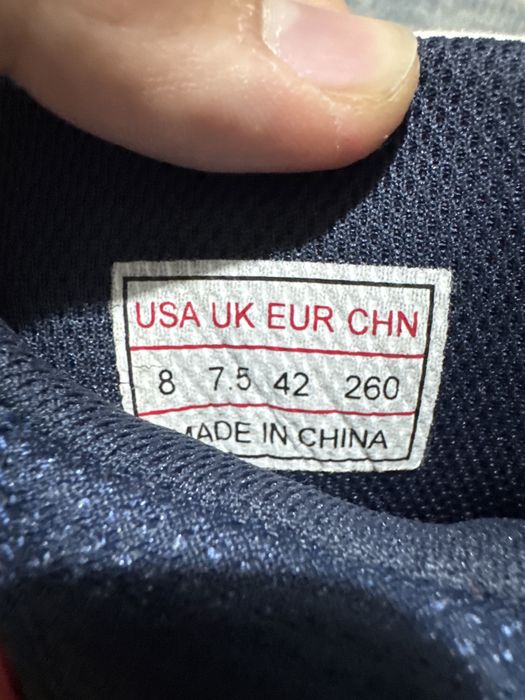 USA UK EUR CHN
8 7.5 42 260
MADE IN CHINA